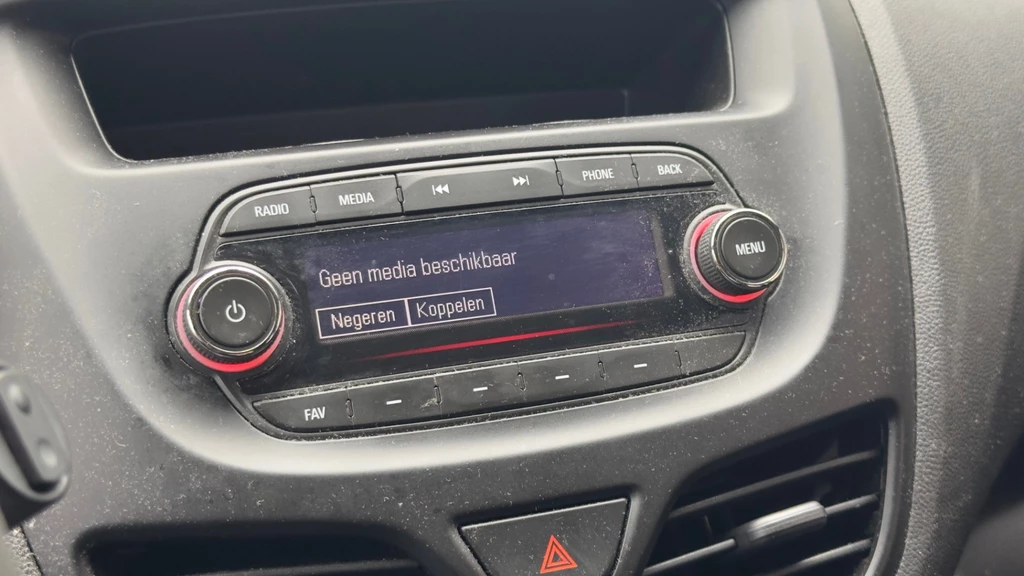 RADIO MEDIA PHONE BACK
Geen media beschikbaar
Negeren Koppelen
MENU
FAV